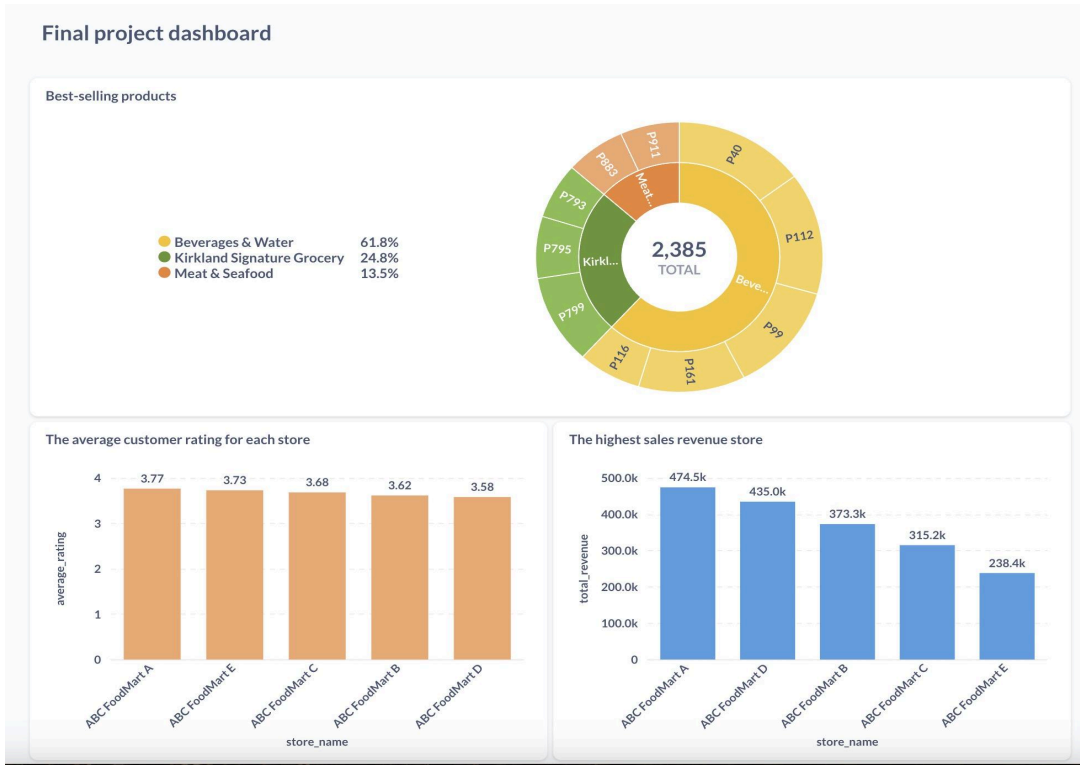 Final project dashboard
Best-selling products
Beverages & Water 61.8%
Kirkland Signature Grocery 24.8%
Meat & Seafood 13.5%
P40
P112
P99
P161
P116
P799
P795
P793
P883
P911
Beve...
Kirkl...
Meat...
2,385
TOTAL
The average customer rating for each store
average_rating
4
3
2
1
0
3.77
3.73
3.68
3.62
3.58
ABC FoodMart A
ABC FoodMart E
ABC FoodMart C
ABC FoodMart B
ABC FoodMart D
store_name
The highest sales revenue store
total_revenue
500.0k
400.0k
300.0k
200.0k
100.0k
0
474.5k
435.0k
373.3k
315.2k
238.4k
ABC FoodMart A
ABC FoodMart D
ABC FoodMart B
ABC FoodMart C
ABC FoodMart E
store_name